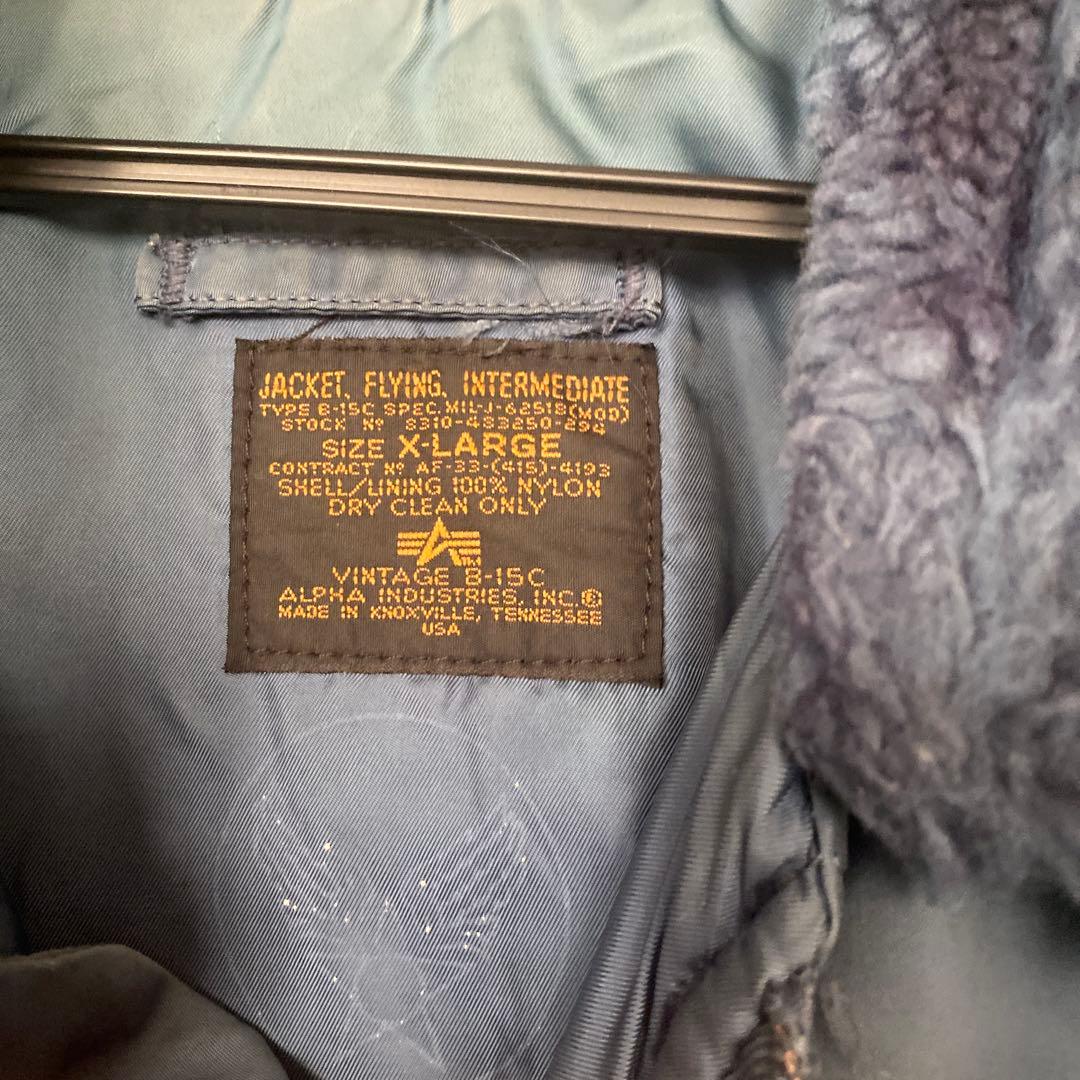 JACKET, FLYING, INTERMEDIATE
TYPE B-15C SPEC. MIL-J-6251B (MOD)
STOCK Nº 8310-483250-294
SIZE X-LARGE
CONTRACT Nº AF-33-(415)-4193
SHELL/LINING 100% NYLON
DRY CLEAN ONLY
TM
VINTAGE B-15C
ALPHA INDUSTRIES, INC.©
MADE IN KNOXVILLE, TENNESSEE
USA